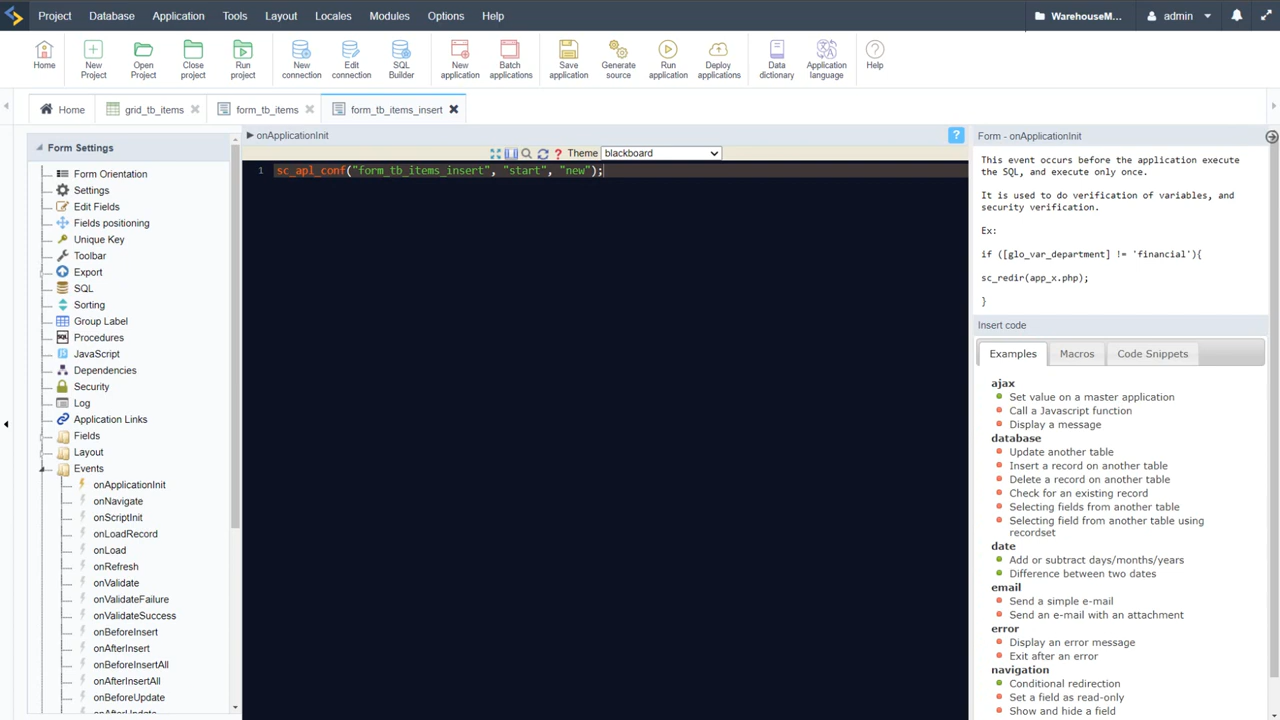 Project Database Application Tools Layout Locales Modules Options Help WarehouseM... admin
Home New Project Open Project Close project Run project New connection Edit connection SQL Builder New application Batch applications Save application Generate source Run application Deploy applications Data dictionary Application language Help
Home grid_tb_items form_tb_items form_tb_items_insert
Form Settings
Form Orientation
Settings
Edit Fields
Fields positioning
Unique Key
Toolbar
Export
SQL
Sorting
Group Label
Procedures
JavaScript
Dependencies
Security
Log
Application Links
Fields
Layout
Events
onApplicationInit
onNavigate
onScriptInit
onLoadRecord
onLoad
onRefresh
onValidate
onValidateFailure
onValidateSuccess
onBeforeInsert
onAfterInsert
onBeforeInsertAll
onAfterInsertAll
onBeforeUpdate
onAfterUpdate
onApplicationInit ?
? Theme blackboard
1 sc_apl_conf("form_tb_items_insert", "start", "new");
Form - onApplicationInit
This event occurs before the application execute
the SQL, and execute only once.
It is used to do verification of variables, and
security verification.
Ex:
if ([glo_var_department] != 'financial'){
sc_redir(app_x.php);
}
Insert code
Examples Macros Code Snippets
ajax
Set value on a master application
Call a Javascript function
Display a message
database
Update another table
Insert a record on another table
Delete a record on another table
Check for an existing record
Selecting fields from another table
Selecting field from another table using
recordset
date
Add or subtract days/months/years
Difference between two dates
email
Send a simple e-mail
Send an e-mail with an attachment
error
Display an error message
Exit after an error
navigation
Conditional redirection
Set a field as read-only
Show and hide a field